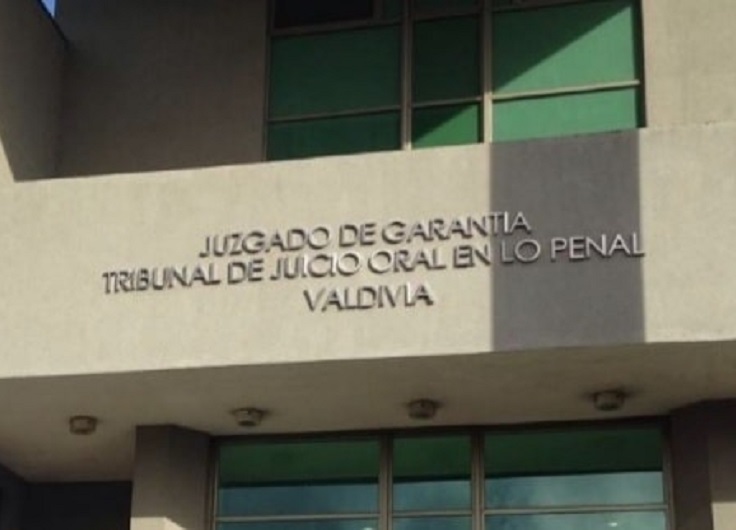 JUZGADO DE GARANTIA
TRIBUNAL DE JUICIO ORAL EN LO PENAL
VALDIVIA